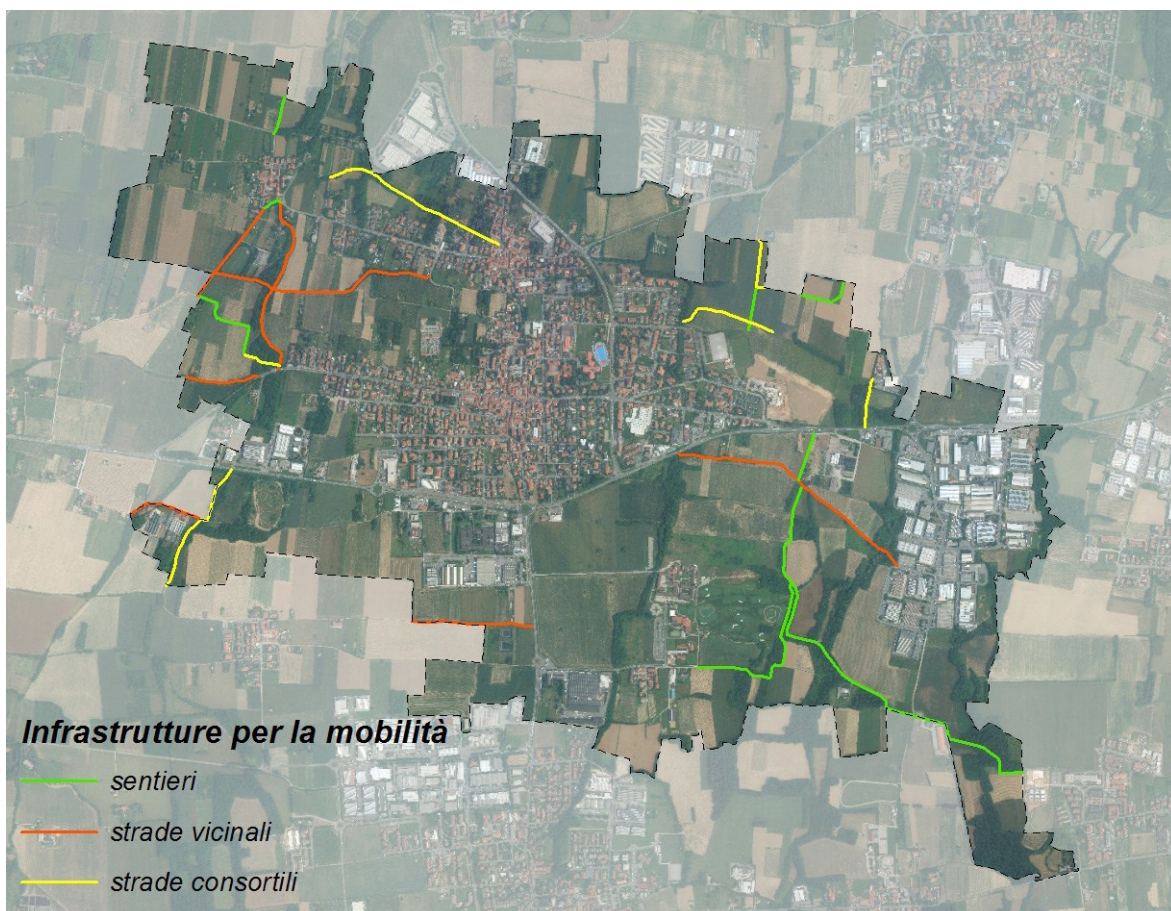 Infrastrutture per la mobilità
sentieri
strade vicinali
strade consortili